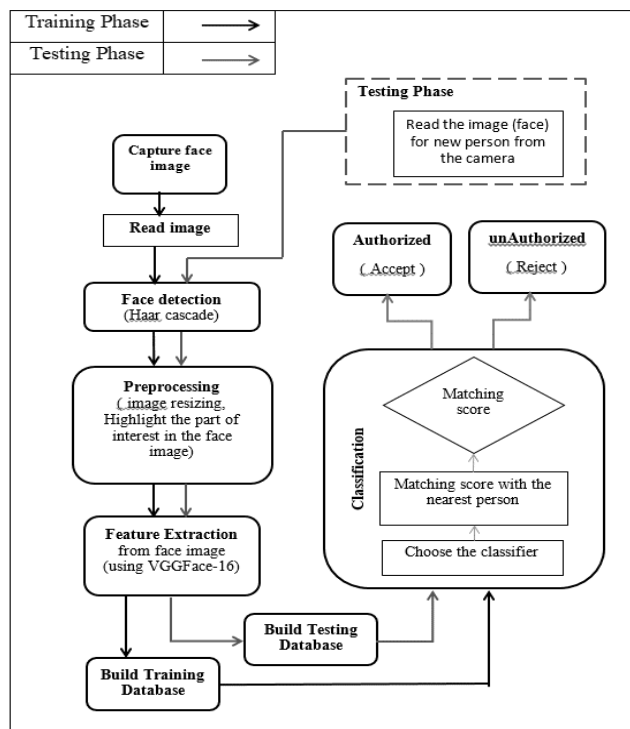 Training Phase
Testing Phase
Testing Phase
Read the image (face)
for new person from
the camera
Capture face
image
Read image
Face detection
(Haar cascade)
Preprocessing
( image resizing,
Highlight the part of
interest in the face
image)
Feature Extraction
from face image
(using VGGFace-16)
Build Testing
Database
Build Training
Database
Authorized
( Accept )
unAuthorized
( Reject )
Matching
score
Classification
Matching score with the
nearest person
Choose the classifier